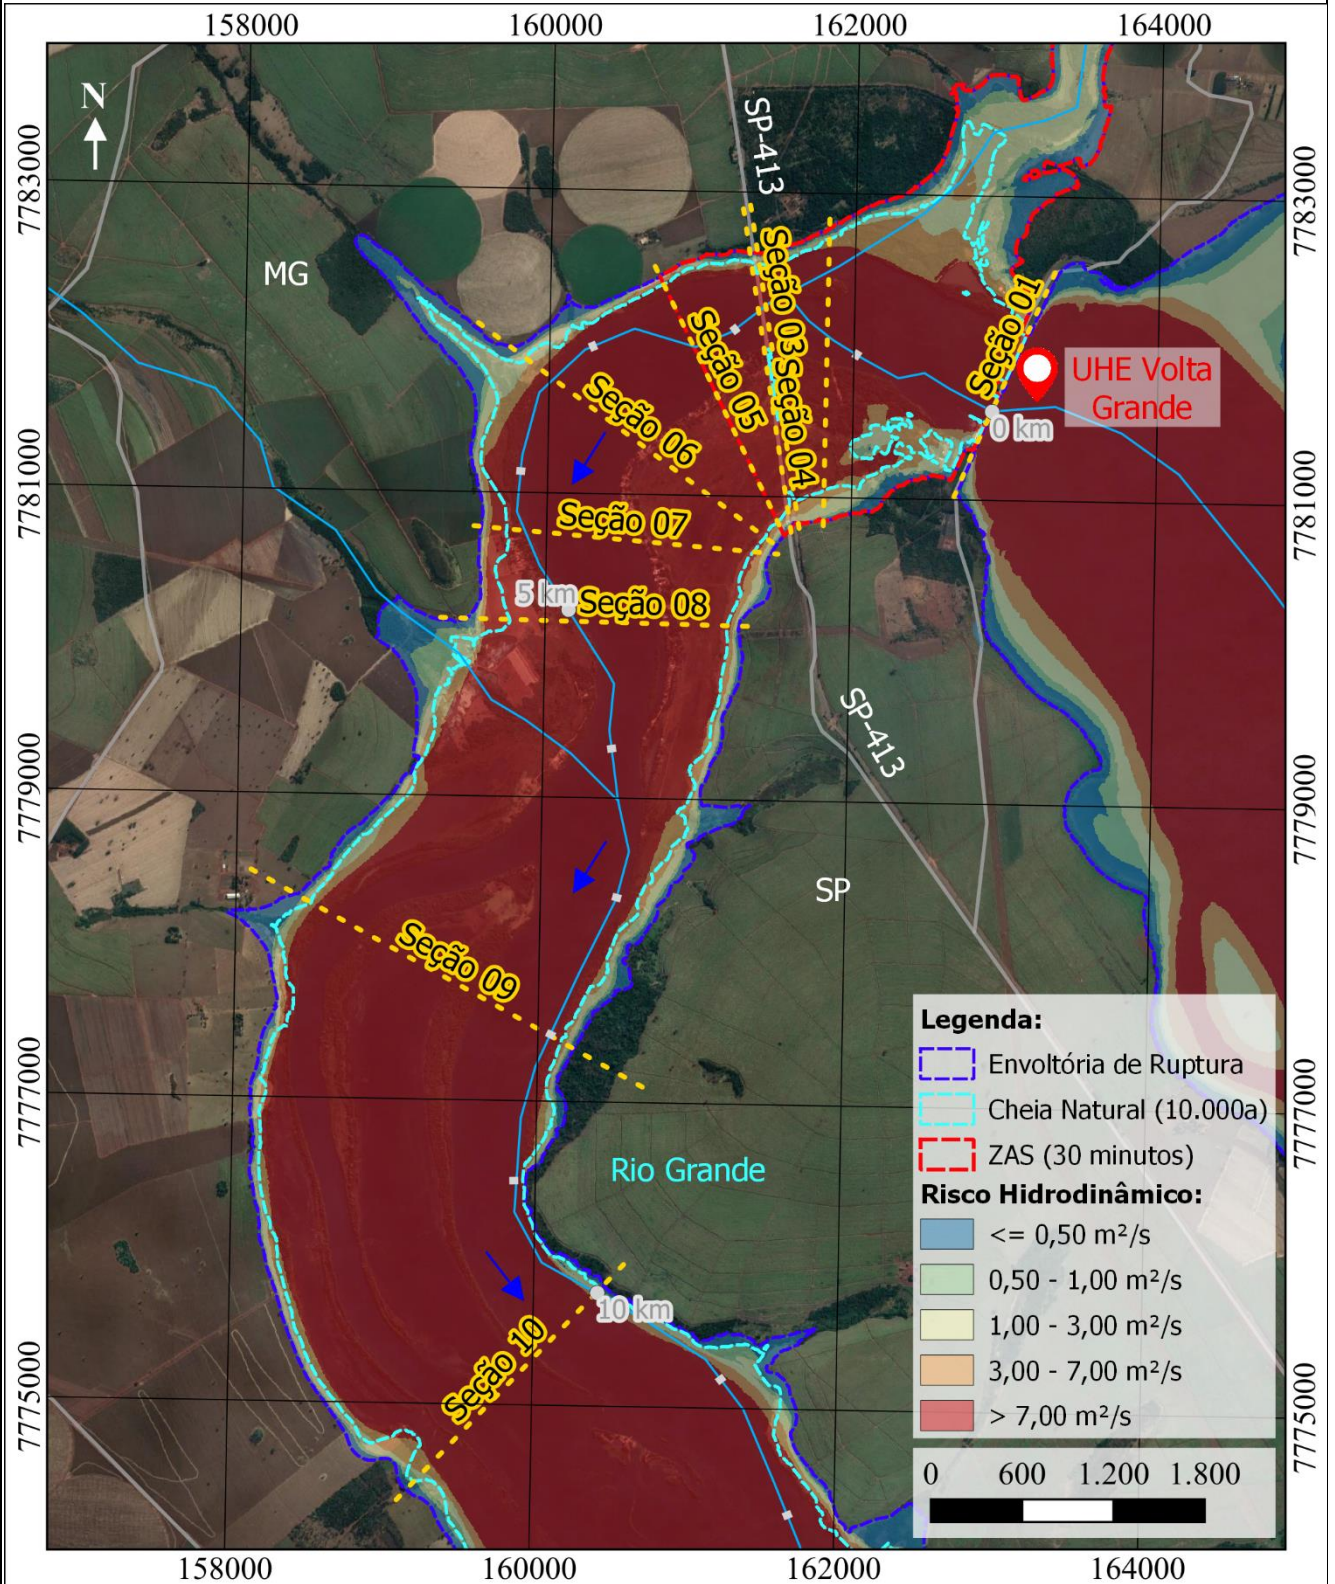 158000
160000
162000
164000
N
SP-413
7783000
7783000
MG
Seção 01
Seção 03
Seção 04
Seção 05
UHE Volta
Grande
0 km
Seção 06
7781000
7781000
Seção 07
5 km
Seção 08
SP-413
7779000
7779000
SP
Seção 09
7777000
7777000
Rio Grande
10 km
Seção 10
7775000
7775000
Legenda:
Envoltória de Ruptura
Cheia Natural (10.000a)
ZAS (30 minutos)
Risco Hidrodinâmico:
<= 0,50 m²/s
0,50 - 1,00 m²/s
1,00 - 3,00 m²/s
3,00 - 7,00 m²/s
> 7,00 m²/s
0 600 1.200 1.800
158000
160000
162000
164000